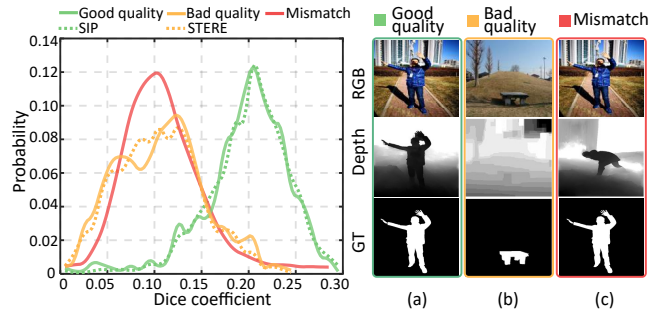 Good quality Bad quality Mismatch
SIP STERE
0.14
0.12
0.10
0.08
0.06
0.04
0.02
0
Probability
0 0.05 0.10 0.15 0.20 0.25 0.30
Dice coefficient
Good quality
Bad quality
Mismatch
RGB
Depth
GT
(a) (b) (c)